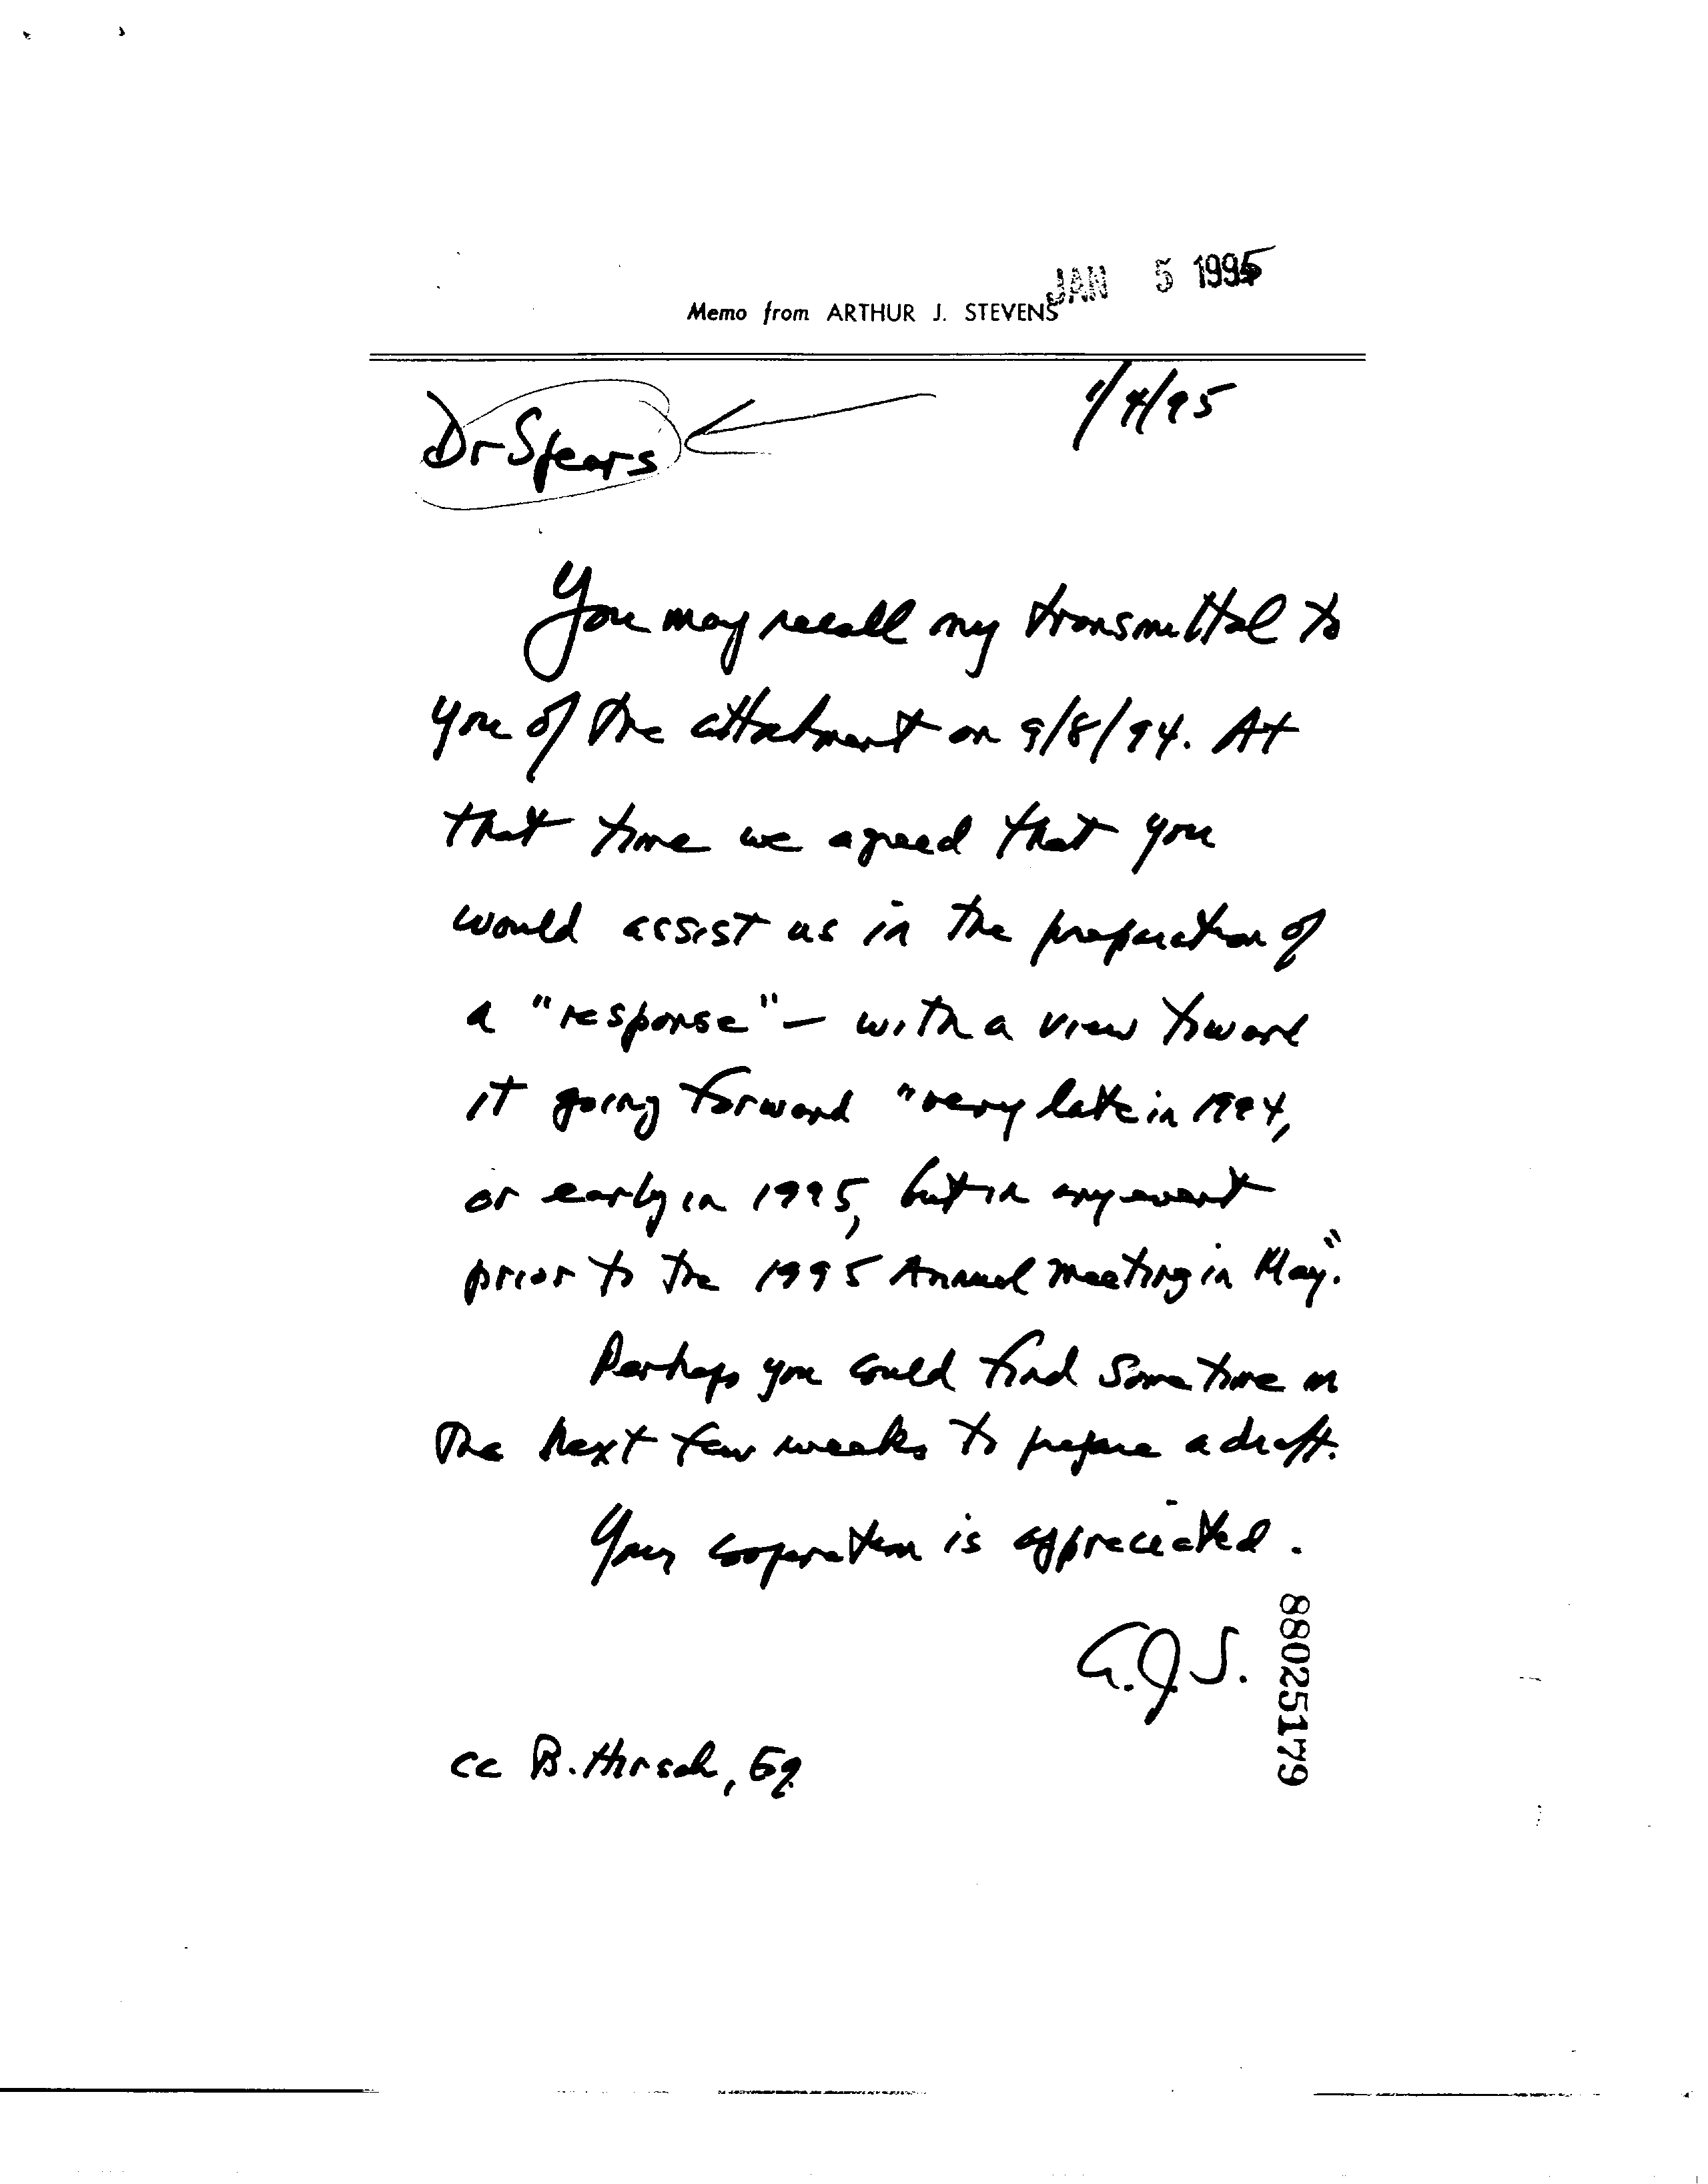 JAN 5 1995
Memo from ARTHUR J. STEVENS
1/4/95
Dr Spears
You may recall my transmittal to
you of the attachment on 9/8/94. At
that time we agreed that you
would assist us in the preparation of
a "response" - with a view toward
it going forward "very late in 1994,
or early in 1995, but in any event
prior to the 1995 Annual Meeting in May."
Perhaps you could find some time in
the next few weeks to prepare a draft.
Your cooperation is appreciated.
A.J.S.
88025179
cc B. Hirsch, Esq.